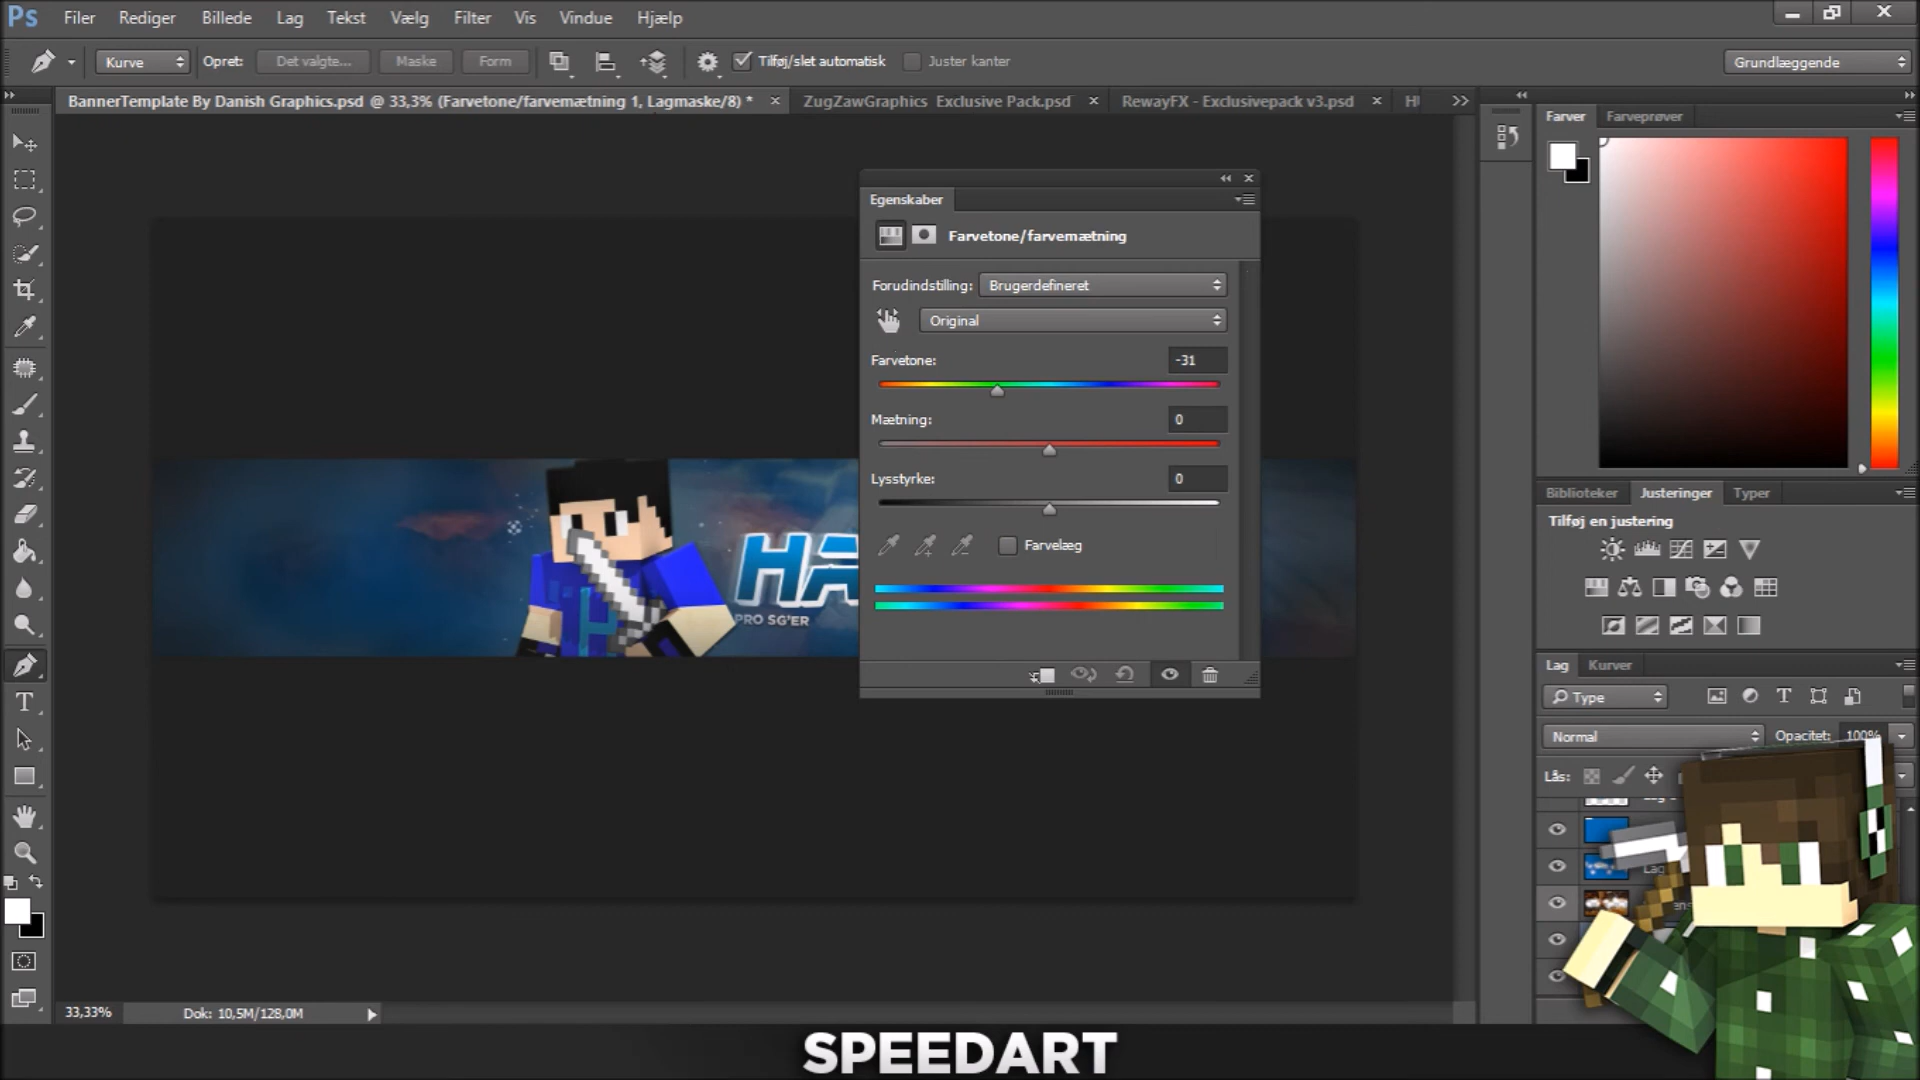 Ps Filer Rediger Billede Lag Tekst Vælg Filter Vis Vindue Hjælp
Kurve Opret: Det valgte... Maske Form Tilføj/slet automatisk Juster kanter Grundlæggende
BannerTemplate By Danish Graphics.psd @ 33,3% (Farvetone/farvemætning 1, Lagmaske/8) * ZugZawGraphics Exclusive Pack.psd RewayFX - Exclusivepack v3.psd
Farver Farveprøver
Egenskaber
Farvetone/farvemætning
Forudindstilling: Brugerdefineret
Original
Farvetone: -31
Mætning: 0
Lysstyrke: 0
Farvelæg
HA
PRO SG'ER
H
Biblioteker Justeringer Typer
Tilføj en justering
Lag Kurver
Type
Normal Opacitet: 100%
Lås:
33,33% Dok: 10,5M/128,0M
SPEEDART